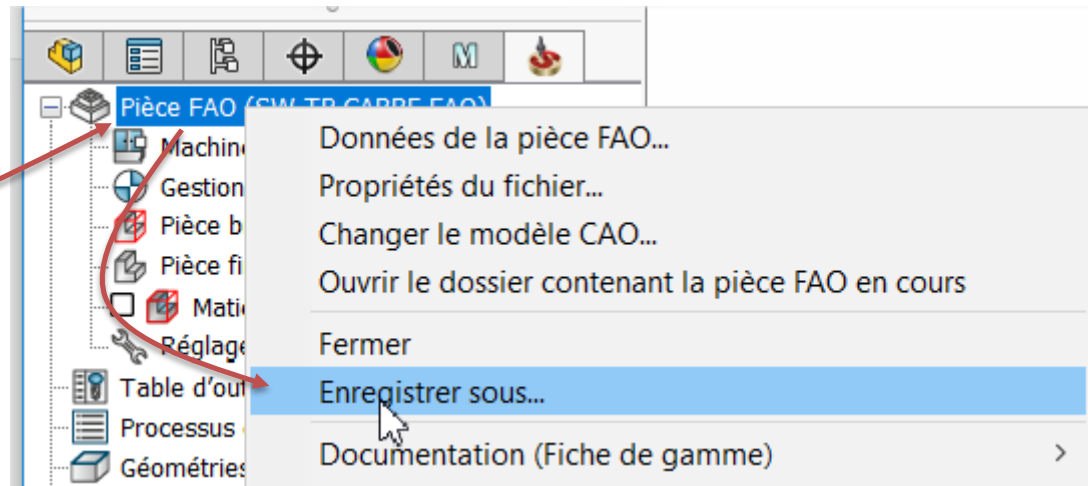 Pièce FAO (SW-TP CARRE FAO)
Machin
Gestion
Pièce b
Pièce fi
Mati
Réglage
Table d'out
Processus
Géométries
Données de la pièce FAO...
Propriétés du fichier...
Changer le modèle CAO...
Ouvrir le dossier contenant la pièce FAO en cours
Fermer
Enregistrer sous...
Documentation (Fiche de gamme)